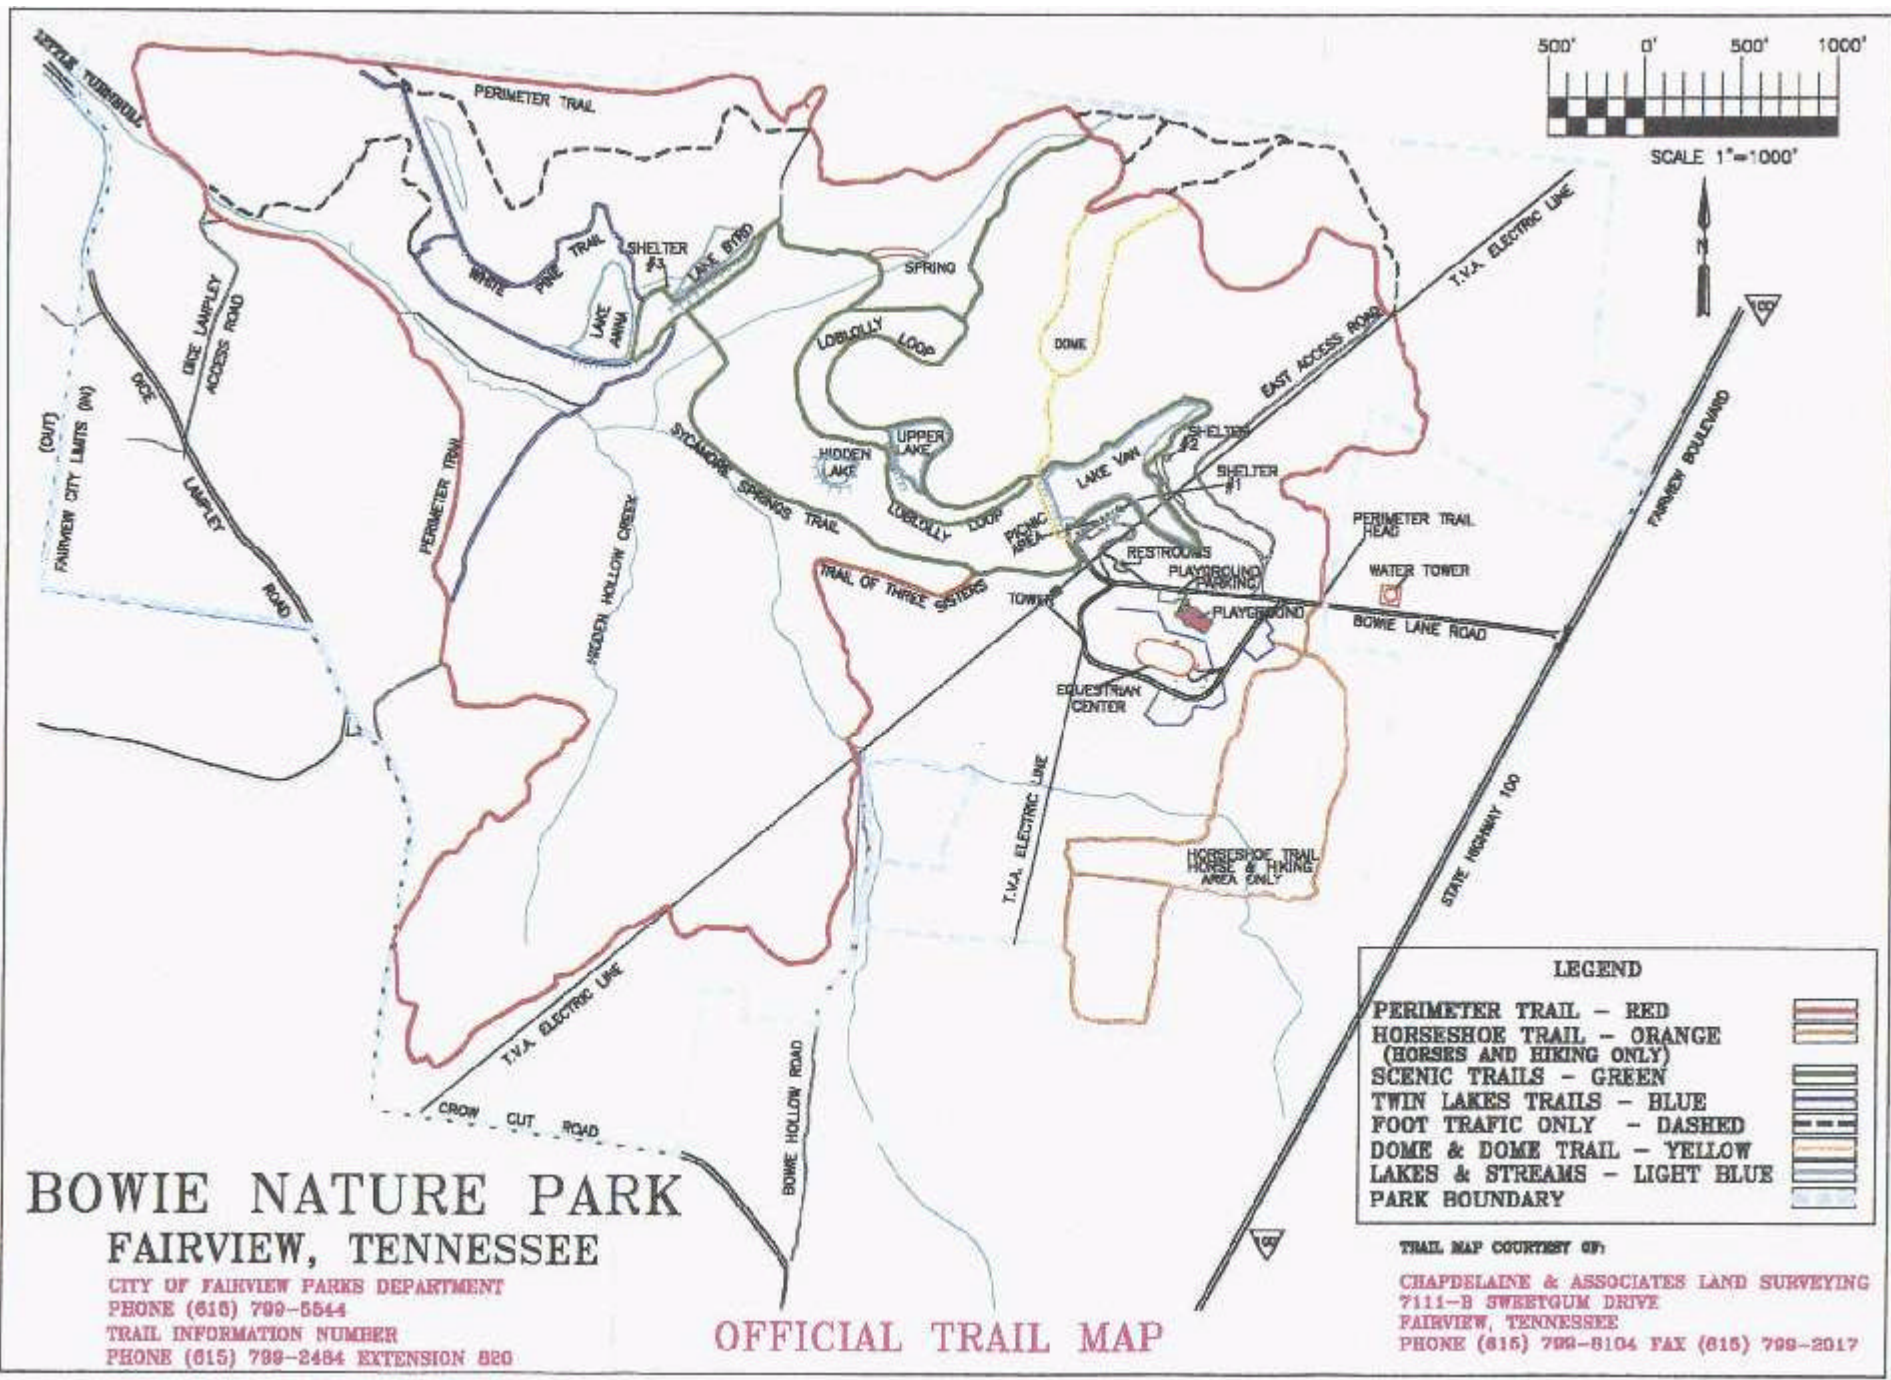 LITTLE TURNBULL
PERIMETER TRAIL
500' 0' 500' 1000'
SCALE 1"=1000'
N
T.V.A. ELECTRIC LINE
100
WHITE PINE TRAIL
SHELTER
#3
LAKE BYRD
LAKE
ANNA
SPRING
LOBLOLLY LOOP
DOME
EAST ACCESS ROAD
DICE LAMPLEY
ACCESS ROAD
(OUT)
FAIRVIEW CITY LIMITS (IN)
DICE LAMPLEY ROAD
PERIMETER TRAIL
SYCAMORE SPRINGS TRAIL
HIDDEN
LAKE
UPPER
LAKE
LOBLOLLY LOOP
LAKE VAN
SHELTER
#2
SHELTER
#1
PICNIC
AREA
RESTROOMS
PLAYGROUND
(PARKING)
PLAYGROUND
PERIMETER TRAIL
HEAD
WATER TOWER
BOWIE LANE ROAD
FAIRVIEW BOULEVARD
HIDDEN HOLLOW CREEK
TRAIL OF THREE SISTERS
TOWER
EQUESTRIAN
CENTER
T.V.A. ELECTRIC LINE
HORSESHOE TRAIL
HORSE & HIKING
AREA ONLY
STATE HIGHWAY 100
T.V.A. ELECTRIC LINE
CROW CUT ROAD
BOWIE HOLLOW ROAD
100
LEGEND
PERIMETER TRAIL - RED
HORSESHOE TRAIL - ORANGE
(HORSES AND HIKING ONLY)
SCENIC TRAILS - GREEN
TWIN LAKES TRAILS - BLUE
FOOT TRAFIC ONLY - DASHED
DOME & DOME TRAIL - YELLOW
LAKES & STREAMS - LIGHT BLUE
PARK BOUNDARY
BOWIE NATURE PARK
FAIRVIEW, TENNESSEE
CITY OF FAIRVIEW PARKS DEPARTMENT
PHONE (615) 799-5544
TRAIL INFORMATION NUMBER
PHONE (615) 799-2484 EXTENSION 820
OFFICIAL TRAIL MAP
TRAIL MAP COURTESY OF:
CHAPDELAINE & ASSOCIATES LAND SURVEYING
7111-B SWEETGUM DRIVE
FAIRVIEW, TENNESSEE
PHONE (615) 799-8104 FAX (615) 799-2017